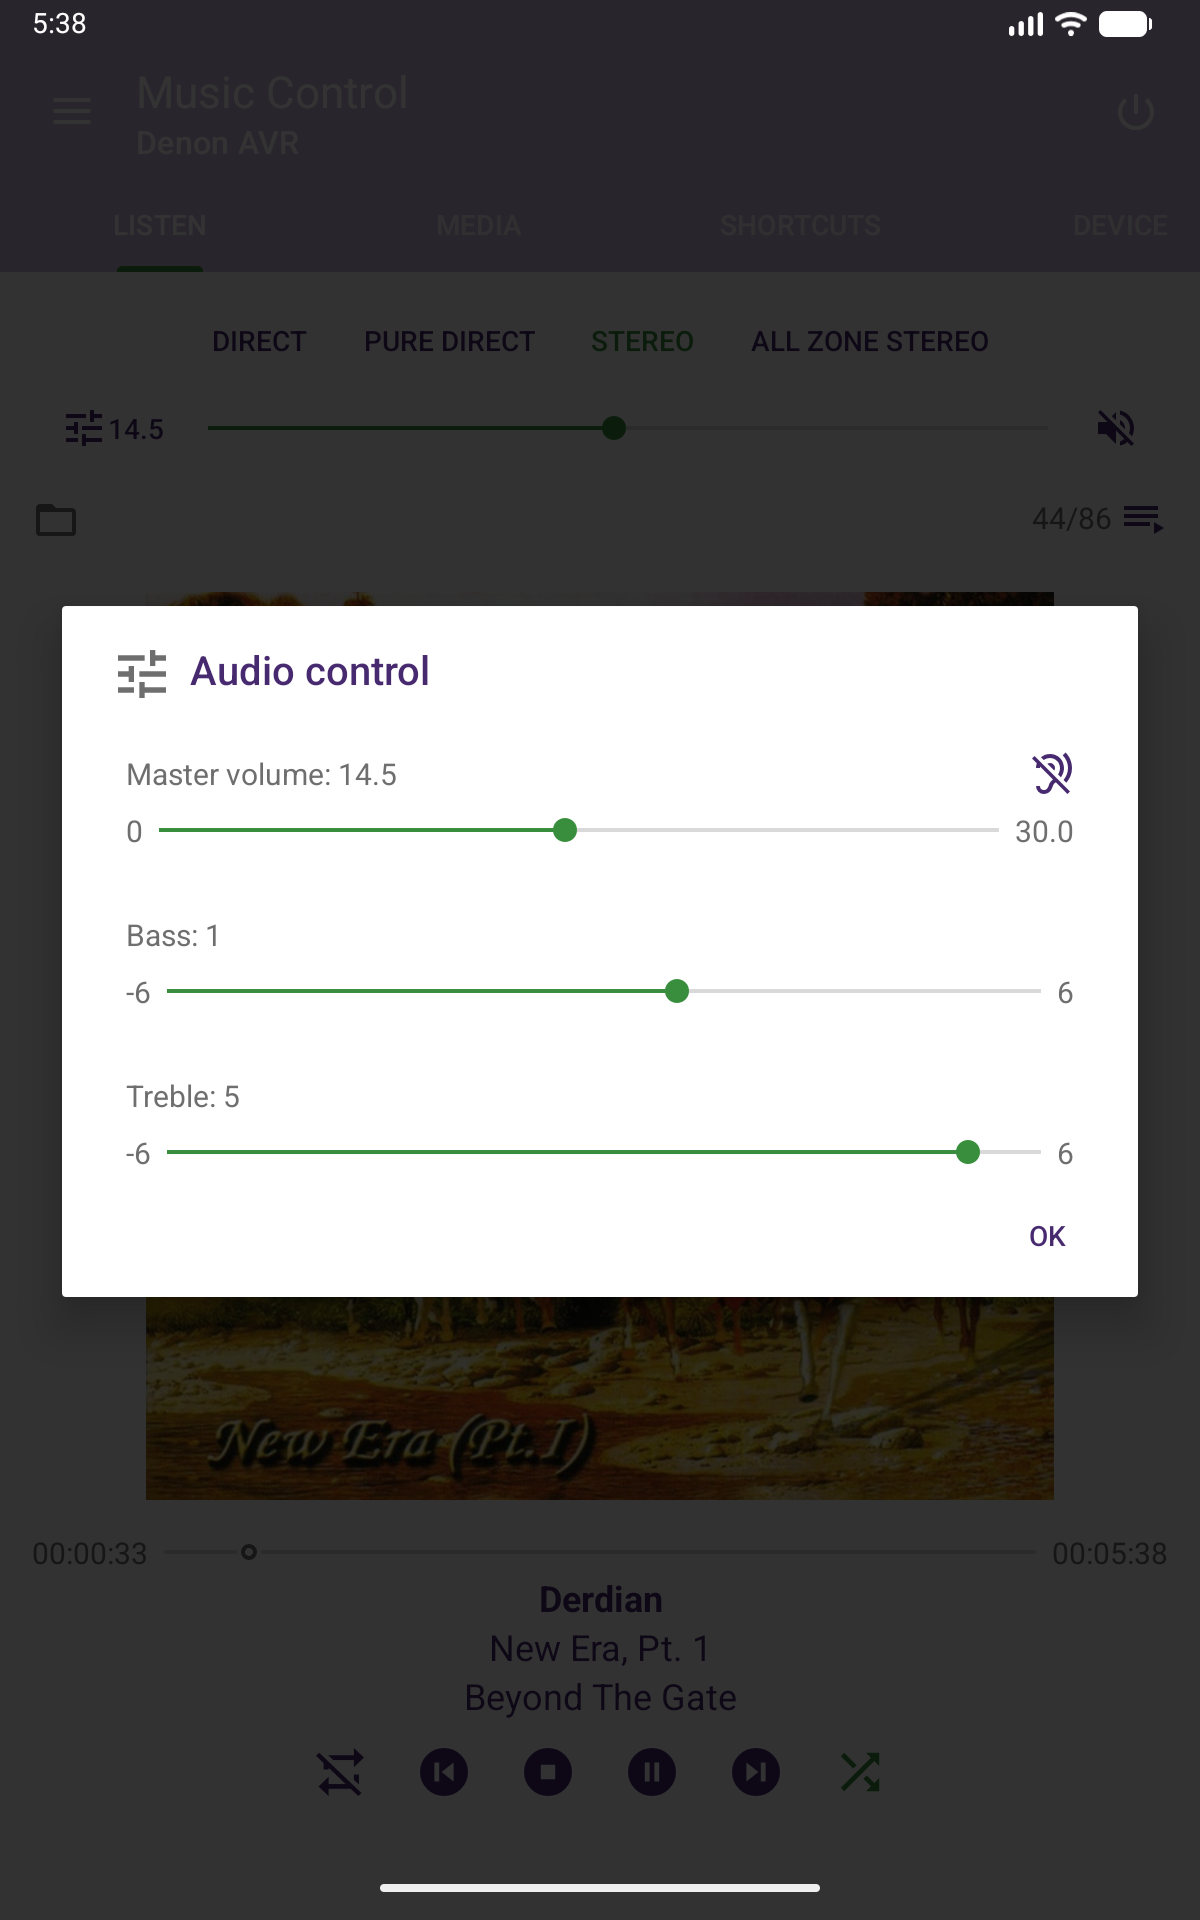 5:38
Music Control
Denon AVR
LISTEN MEDIA SHORTCUTS DEVICE
DIRECT PURE DIRECT STEREO ALL ZONE STEREO
14.5
44/86
Audio control
Master volume: 14.5
0 30.0
Bass: 1
-6 6
Treble: 5
-6 6
OK
New Era (Pt.I)
00:00:33 00:05:38
Derdian
New Era, Pt. 1
Beyond The Gate